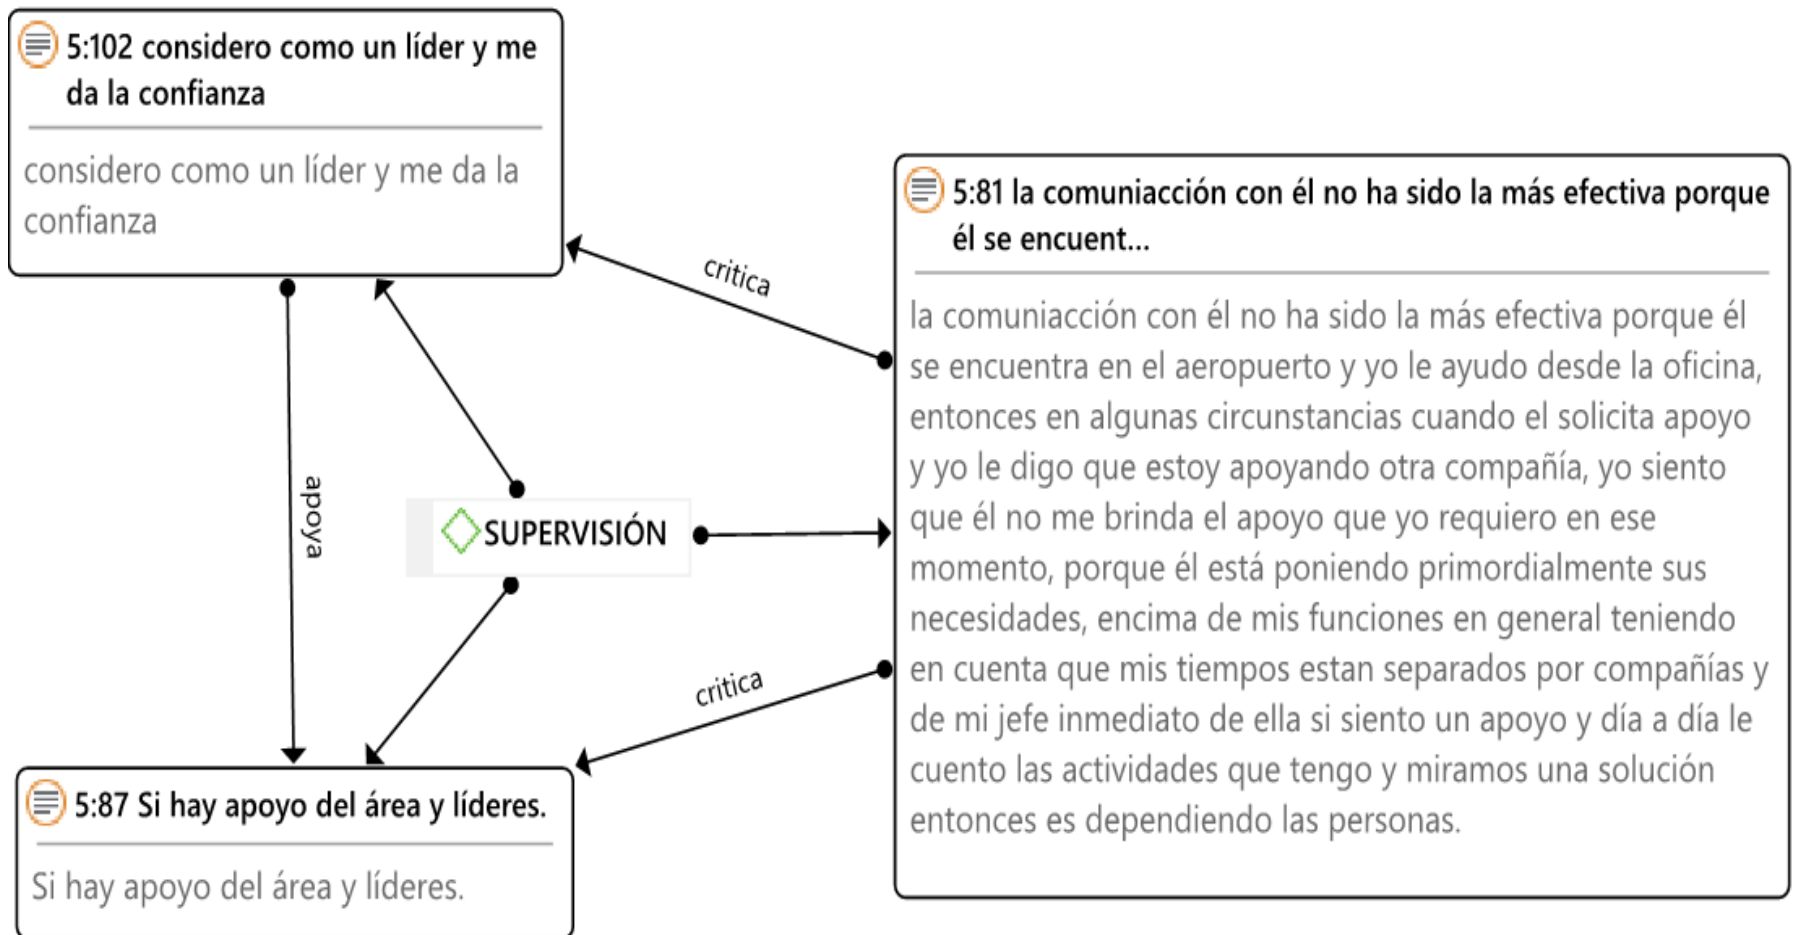 5:102 considero como un líder y me
da la confianza
considero como un líder y me da la
confianza
critica
apoya
SUPERVISIÓN
critica
5:87 Si hay apoyo del área y líderes.
Si hay apoyo del área y líderes.
5:81 la comuniacción con él no ha sido la más efectiva porque
él se encuent...
la comuniacción con él no ha sido la más efectiva porque él
se encuentra en el aeropuerto y yo le ayudo desde la oficina,
entonces en algunas circunstancias cuando el solicita apoyo
y yo le digo que estoy apoyando otra compañía, yo siento
que él no me brinda el apoyo que yo requiero en ese
momento, porque él está poniendo primordialmente sus
necesidades, encima de mis funciones en general teniendo
en cuenta que mis tiempos estan separados por compañías y
de mi jefe inmediato de ella si siento un apoyo y día a día le
cuento las actividades que tengo y miramos una solución
entonces es dependiendo las personas.